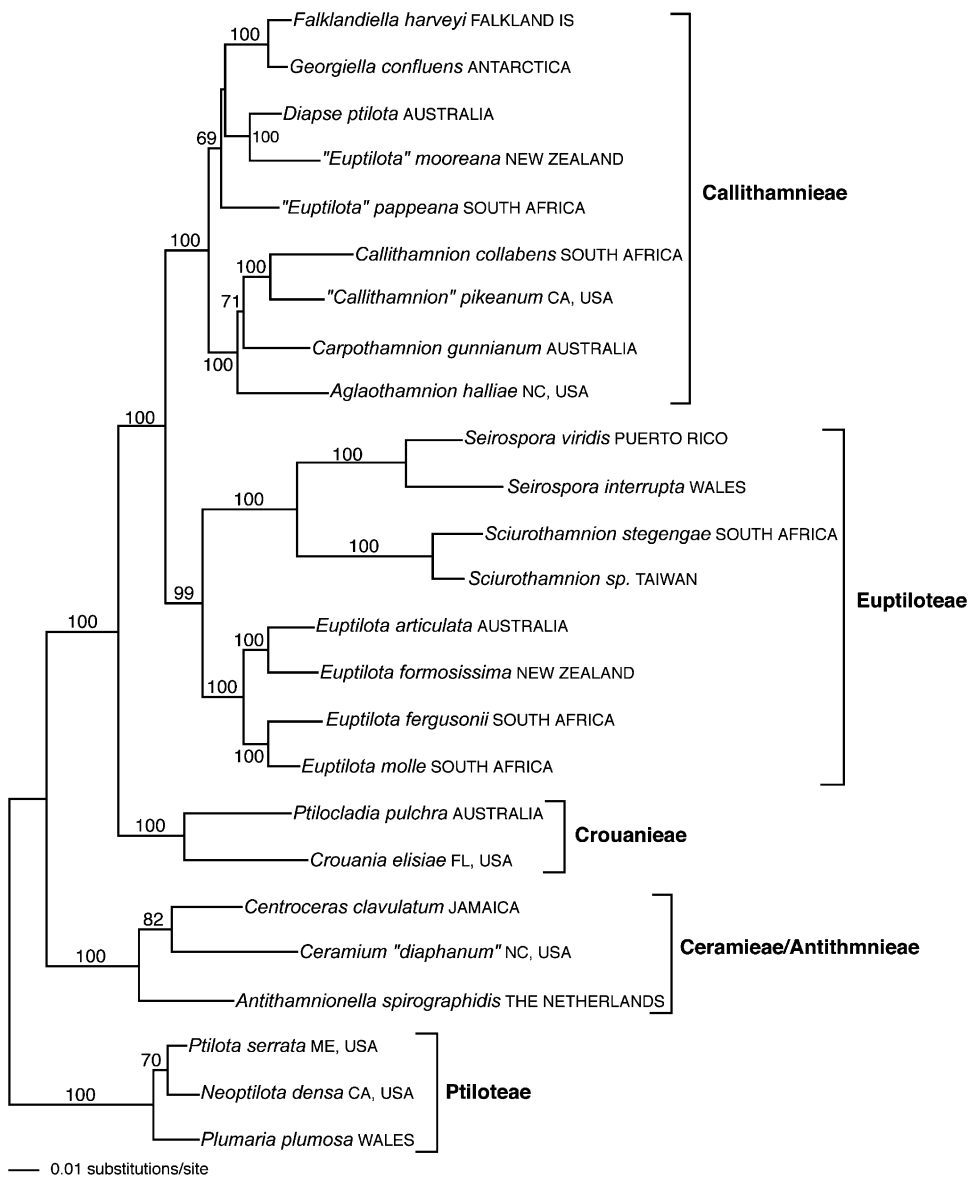 100
Falklandiella harveyi FALKLAND IS
Georgiella confluens ANTARCTICA
Diapse ptilota AUSTRALIA
100
69
"Euptilota" mooreana NEW ZEALAND
Callithamnieae
"Euptilota" pappeana SOUTH AFRICA
100
Callithamnion collabens SOUTH AFRICA
100
"Callithamnion" pikeanum CA, USA
71
Carpothamnion gunnianum AUSTRALIA
100
Aglaothamnion halliae NC, USA
100
Seirospora viridis PUERTO RICO
100
Seirospora interrupta WALES
100
Sciurothamnion stegengae SOUTH AFRICA
100
Sciurothamnion sp. TAIWAN
99
Euptiloteae
100
Euptilota articulata AUSTRALIA
100
Euptilota formosissima NEW ZEALAND
100
Euptilota fergusonii SOUTH AFRICA
100
Euptilota molle SOUTH AFRICA
Ptilocladia pulchra AUSTRALIA
100
Crouanieae
Crouania elisiae FL, USA
Centroceras clavulatum JAMAICA
82
Ceramium "diaphanum" NC, USA
Ceramieae/Antithmnieae
100
Antithamnionella spirographidis THE NETHERLANDS
Ptilota serrata ME, USA
70
Neoptilota densa CA, USA
Ptiloteae
100
Plumaria plumosa WALES
0.01 substitutions/site